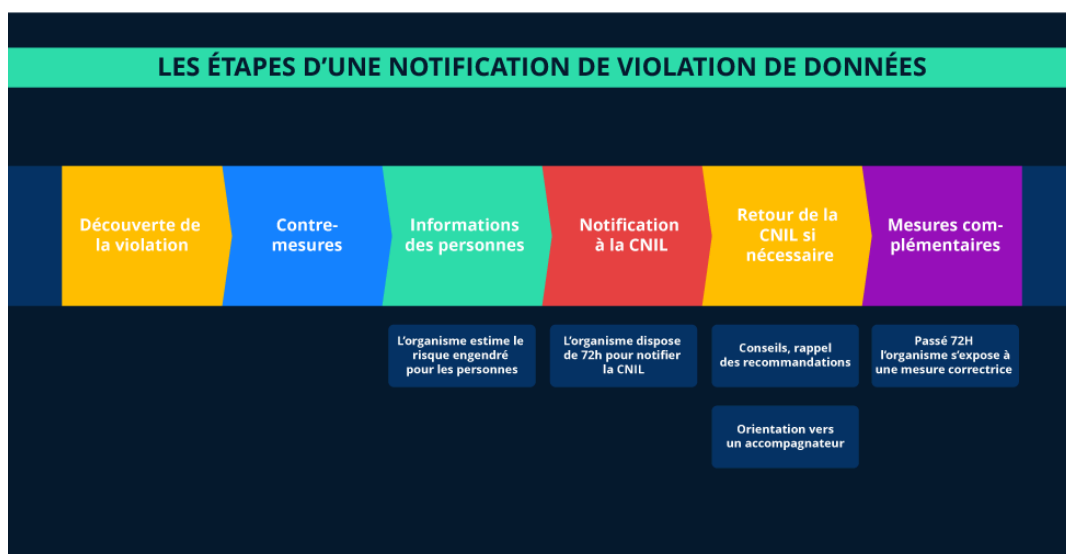 LES ÉTAPES D'UNE NOTIFICATION DE VIOLATION DE DONNÉES
Découverte de
la violation
Contre-
mesures
Informations
des personnes
Notification
à la CNIL
Retour de la
CNIL si
nécessaire
Mesures com-
plémentaires
L'organisme estime le
risque engendré
pour les personnes
L'organisme dispose
de 72h pour notifier
la CNIL
Conseils, rappel
des recommandations
Passé 72H
l'organisme s'expose à
une mesure correctrice
Orientation vers
un accompagnateur